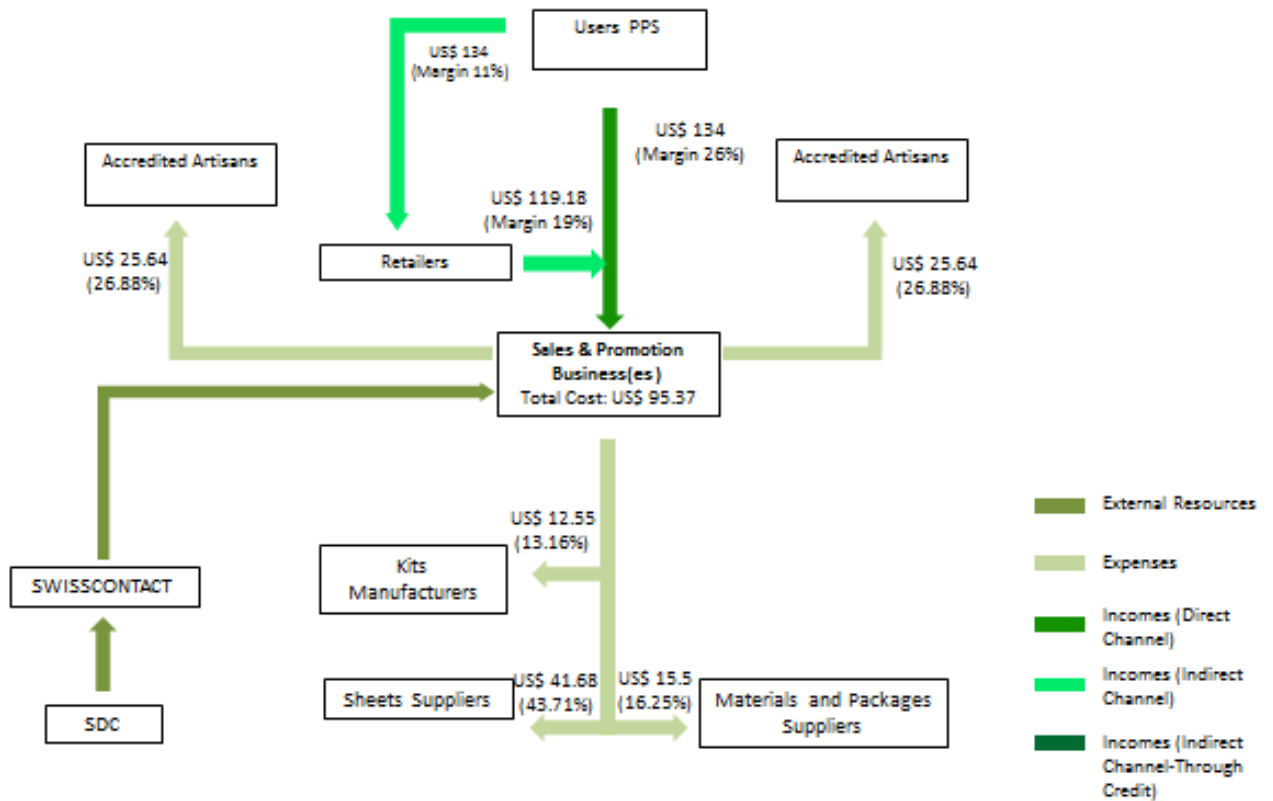 Users PPS
US$ 134
(Margin 11%)
US$ 134
(Margin 26%)
Accredited Artisans
Accredited Artisans
US$ 119.18
(Margin 19%)
Retailers
US$ 25.64
(26.88%)
US$ 25.64
(26.88%)
Sales & Promotion
Business(es)
Total Cost: US$ 95.37
US$ 12.55
(13.16%)
Kits
Manufacturers
SWISSCONTACT
US$ 41.68
(43.71%)
US$ 15.5
(16.25%)
Sheets Suppliers
Materials and Packages
Suppliers
SDC
External Resources
Expenses
Incomes (Direct
Channel)
Incomes (Indirect
Channel)
Incomes (Indirect
Channel-Through
Credit)